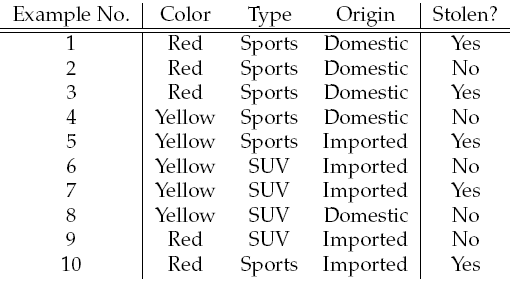 Example No. Color Type Origin Stolen?
1 Red Sports Domestic Yes
2 Red Sports Domestic No
3 Red Sports Domestic Yes
4 Yellow Sports Domestic No
5 Yellow Sports Imported Yes
6 Yellow SUV Imported No
7 Yellow SUV Imported Yes
8 Yellow SUV Domestic No
9 Red SUV Imported No
10 Red Sports Imported Yes